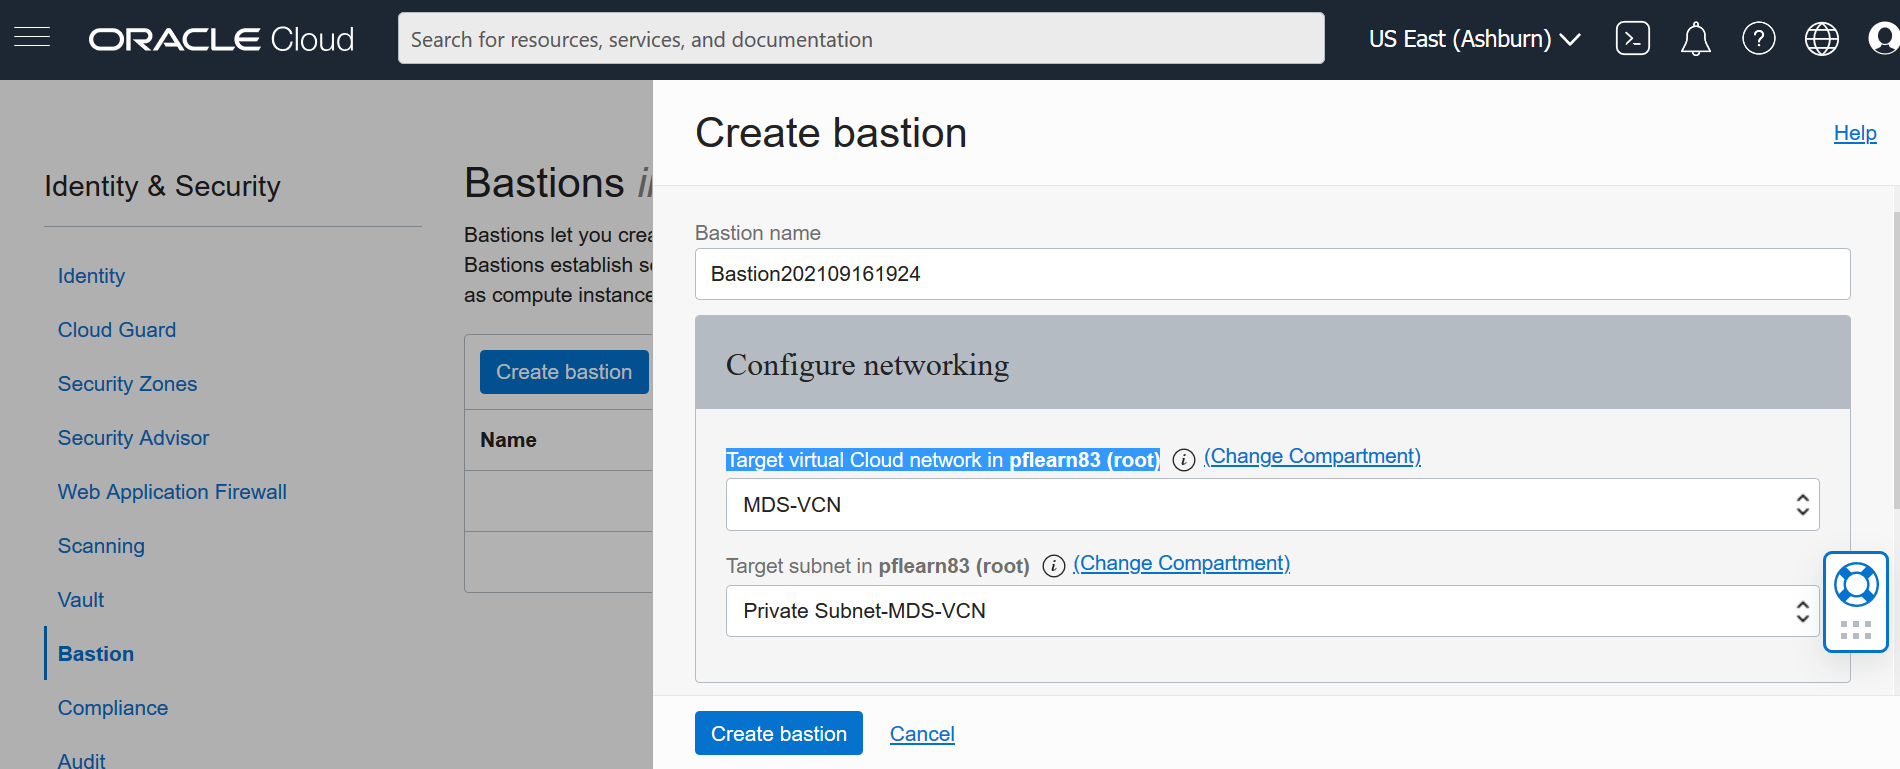 ORACLE Cloud
Search for resources, services, and documentation
US East (Ashburn)
Identity & Security
Identity
Cloud Guard
Security Zones
Security Advisor
Web Application Firewall
Scanning
Vault
Bastion
Compliance
Audit
Bastions
Bastions let you
Bastions establish
as compute
Create bastion
Name
Create bastion
Help
Bastion name
Bastion202109161924
Configure networking
Target virtual Cloud network in pflearn83 (root) (Change Compartment)
MDS-VCN
Target subnet in pflearn83 (root) (Change Compartment)
Private Subnet-MDS-VCN
Create bastion Cancel